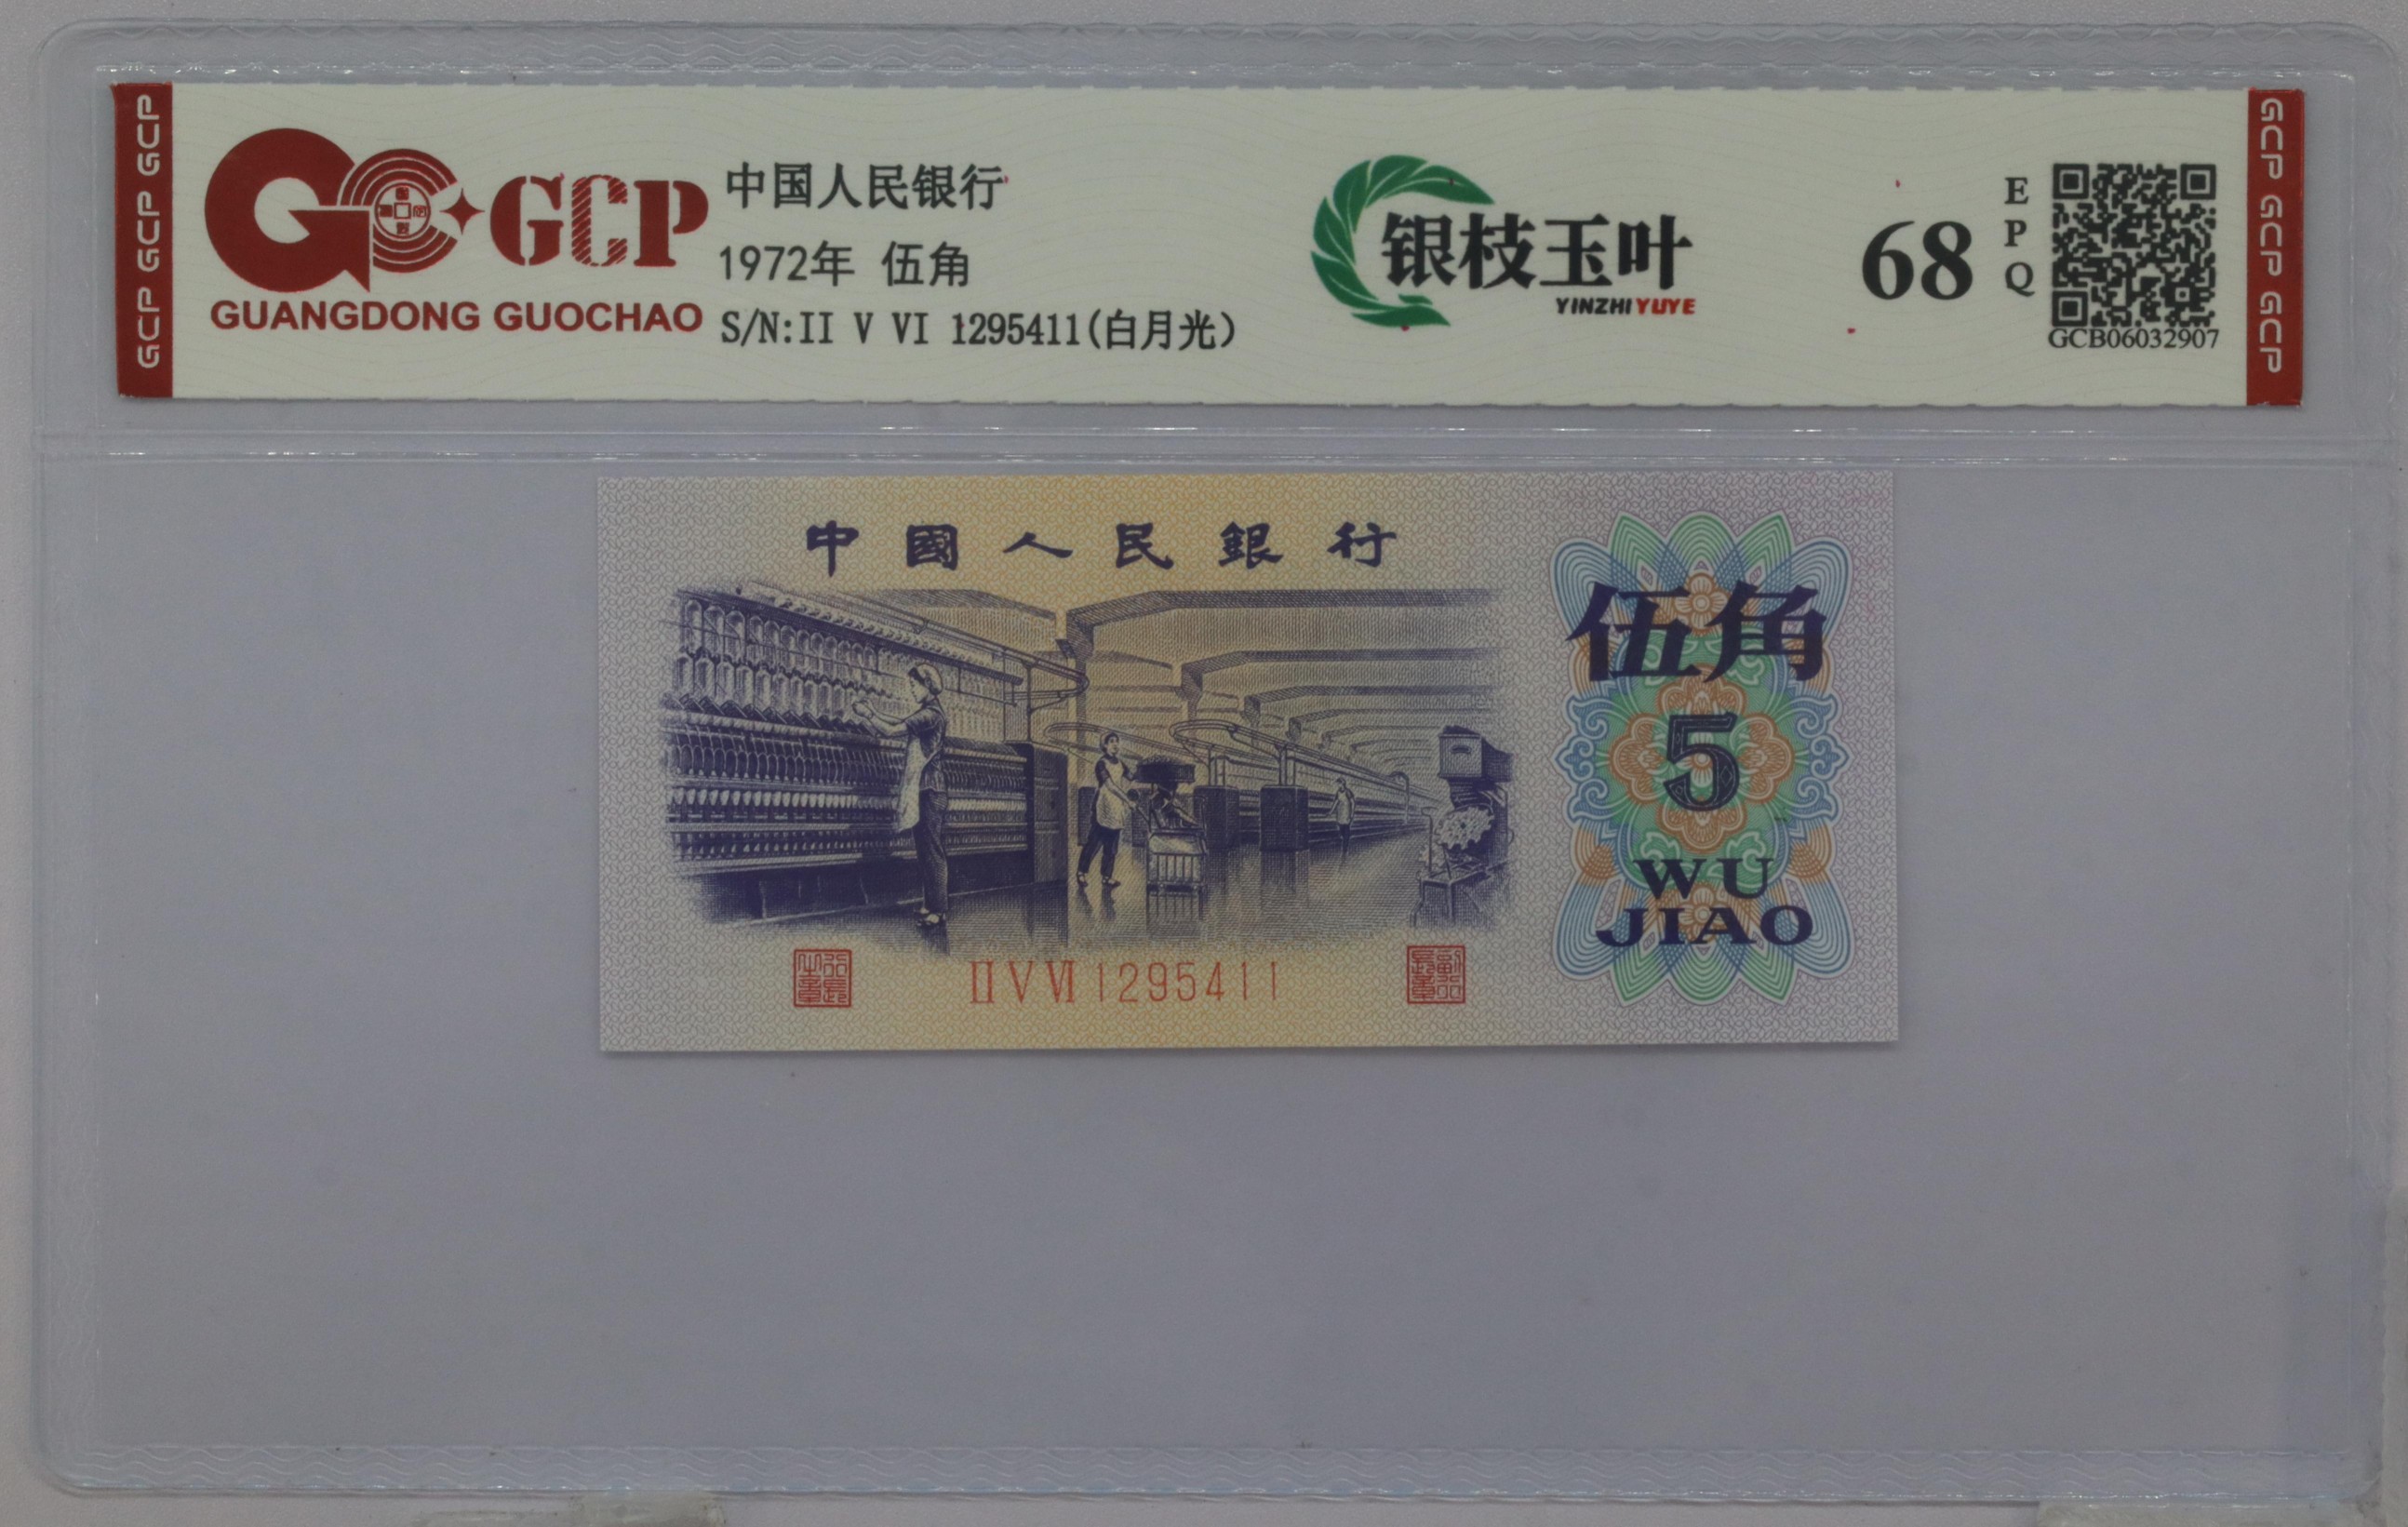 GCP GCP GCP
GCP
GUANGDONG GUOCHAO
中国人民银行
1972年 伍角
S/N:II V VI 1295411(白月光)
银枝玉叶
YINZHI YUYE
68
EPQ
GCB06032907
GCP GCP GCP
中國人民銀行
伍角
5
WU
JIAO
ⅡⅤⅥ 1295411